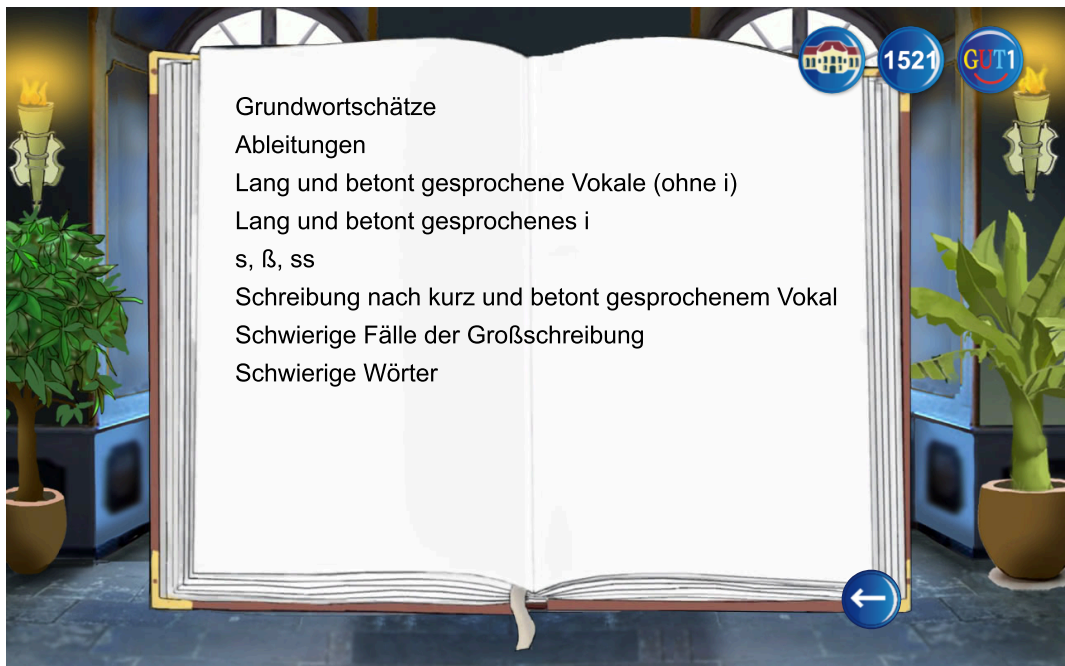 1521
GUT1
Grundwortschätze
Ableitungen
Lang und betont gesprochene Vokale (ohne i)
Lang und betont gesprochenes i
s, ß, ss
Schreibung nach kurz und betont gesprochenem Vokal
Schwierige Fälle der Großschreibung
Schwierige Wörter